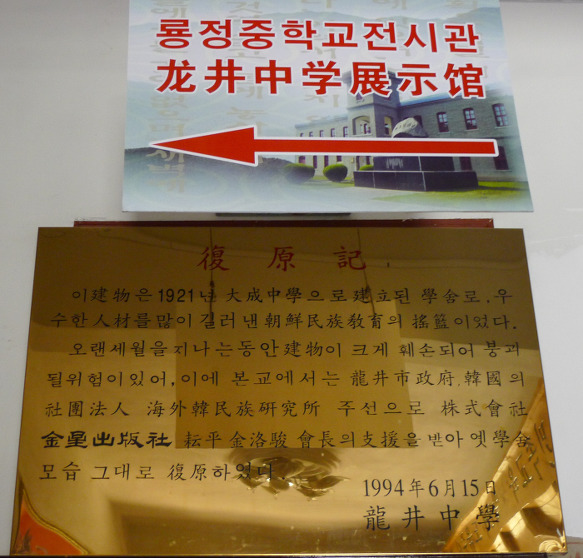 룡정중학교전시관
龙井中学展示馆
復原記
이 建物은 1921년 大成中學으로 建立된 學舍로, 우
수한 人材를 많이 길러 낸 朝鮮民族敎育의 搖籃이었다.
오랜세월을 지나는 동안 建物이 크게 훼손되어 붕괴
될위험이 있어, 이에 본교에서는 龍井市政府, 韓國의
社團法人 海外韓民族硏究所 주선으로 株式會社
金星出版社 耘平 金洛駿 會長의 支援을 받아 옛學舍
모습 그대로 復原하였다.
1994年 6月 15日
龍井中學